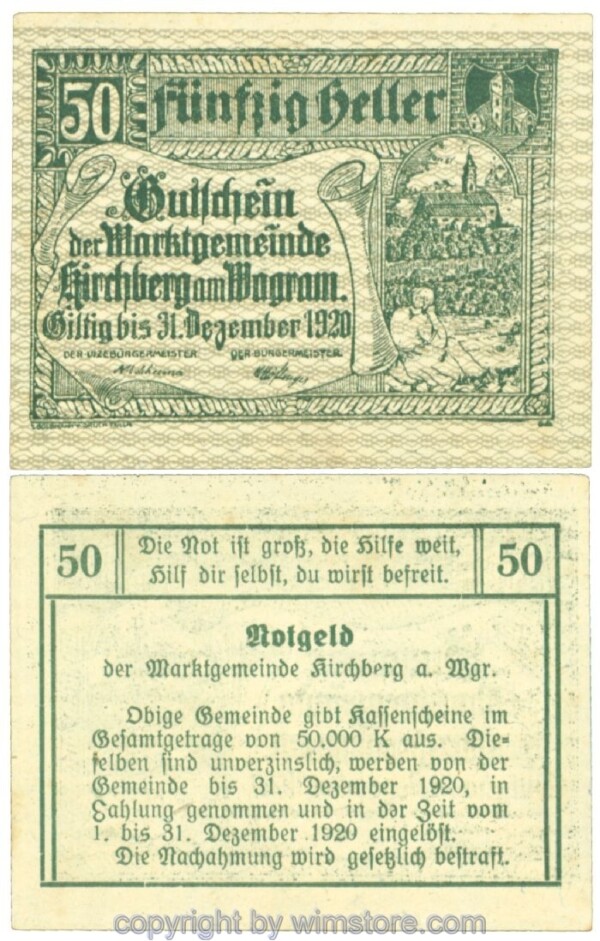 50
Fünfzig Heller
Gutschein
der Marktgemeinde
Kirchberg am Wagram.
Giltig bis 31. Dezember 1920
DER VIZEBÜRGERMEISTER DER BÜRGERMEISTER
50 Die Not ist groß, die Hilfe weit, 50
Hilf dir selbst, du wirst befreit.
Notgeld
der Marktgemeinde Kirchberg a. Wgr.
Obige Gemeinde gibt Kassenscheine im
Gesamtgetrage von 50.000 K aus. Die=
selben sind unverzinslich, werden von der
Gemeinde bis 31. Dezember 1920, in
Zahlung genommen und in dar Zeit vom
1. bis 31. Dezember 1920 eingelöst.
Die Nachahmung wird gesetzlich bestraft.
copyright by wimstore.com